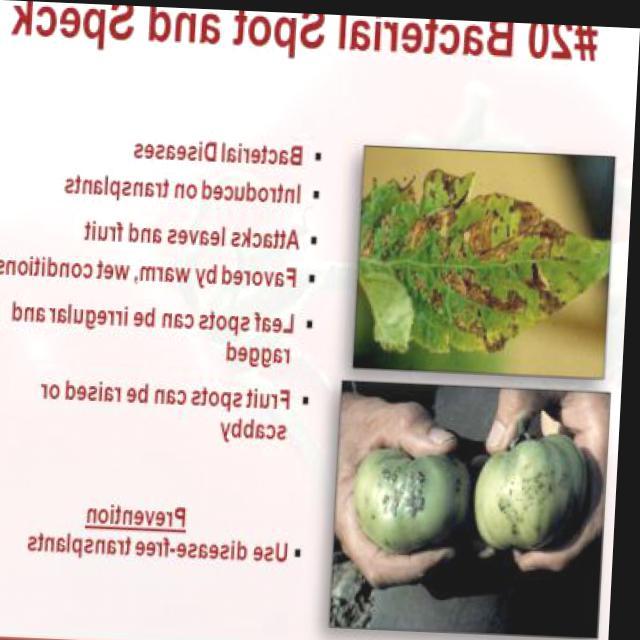 #20 Bacterial Spot and Speck
▪ Bacterial Diseases
▪ Introduced on transplants
▪ Attacks leaves and fruit
▪ Favored by warm, wet conditions
▪ Leaf spots can be irregular and
ragged
▪ Fruit spots can be raised or
scabby
Prevention
▪ Use disease-free transplants